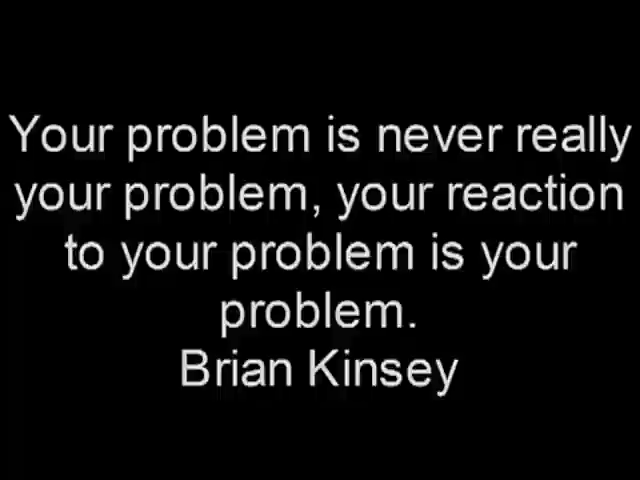 Your problem is never really
your problem, your reaction
to your problem is your
problem.
Brian Kinsey